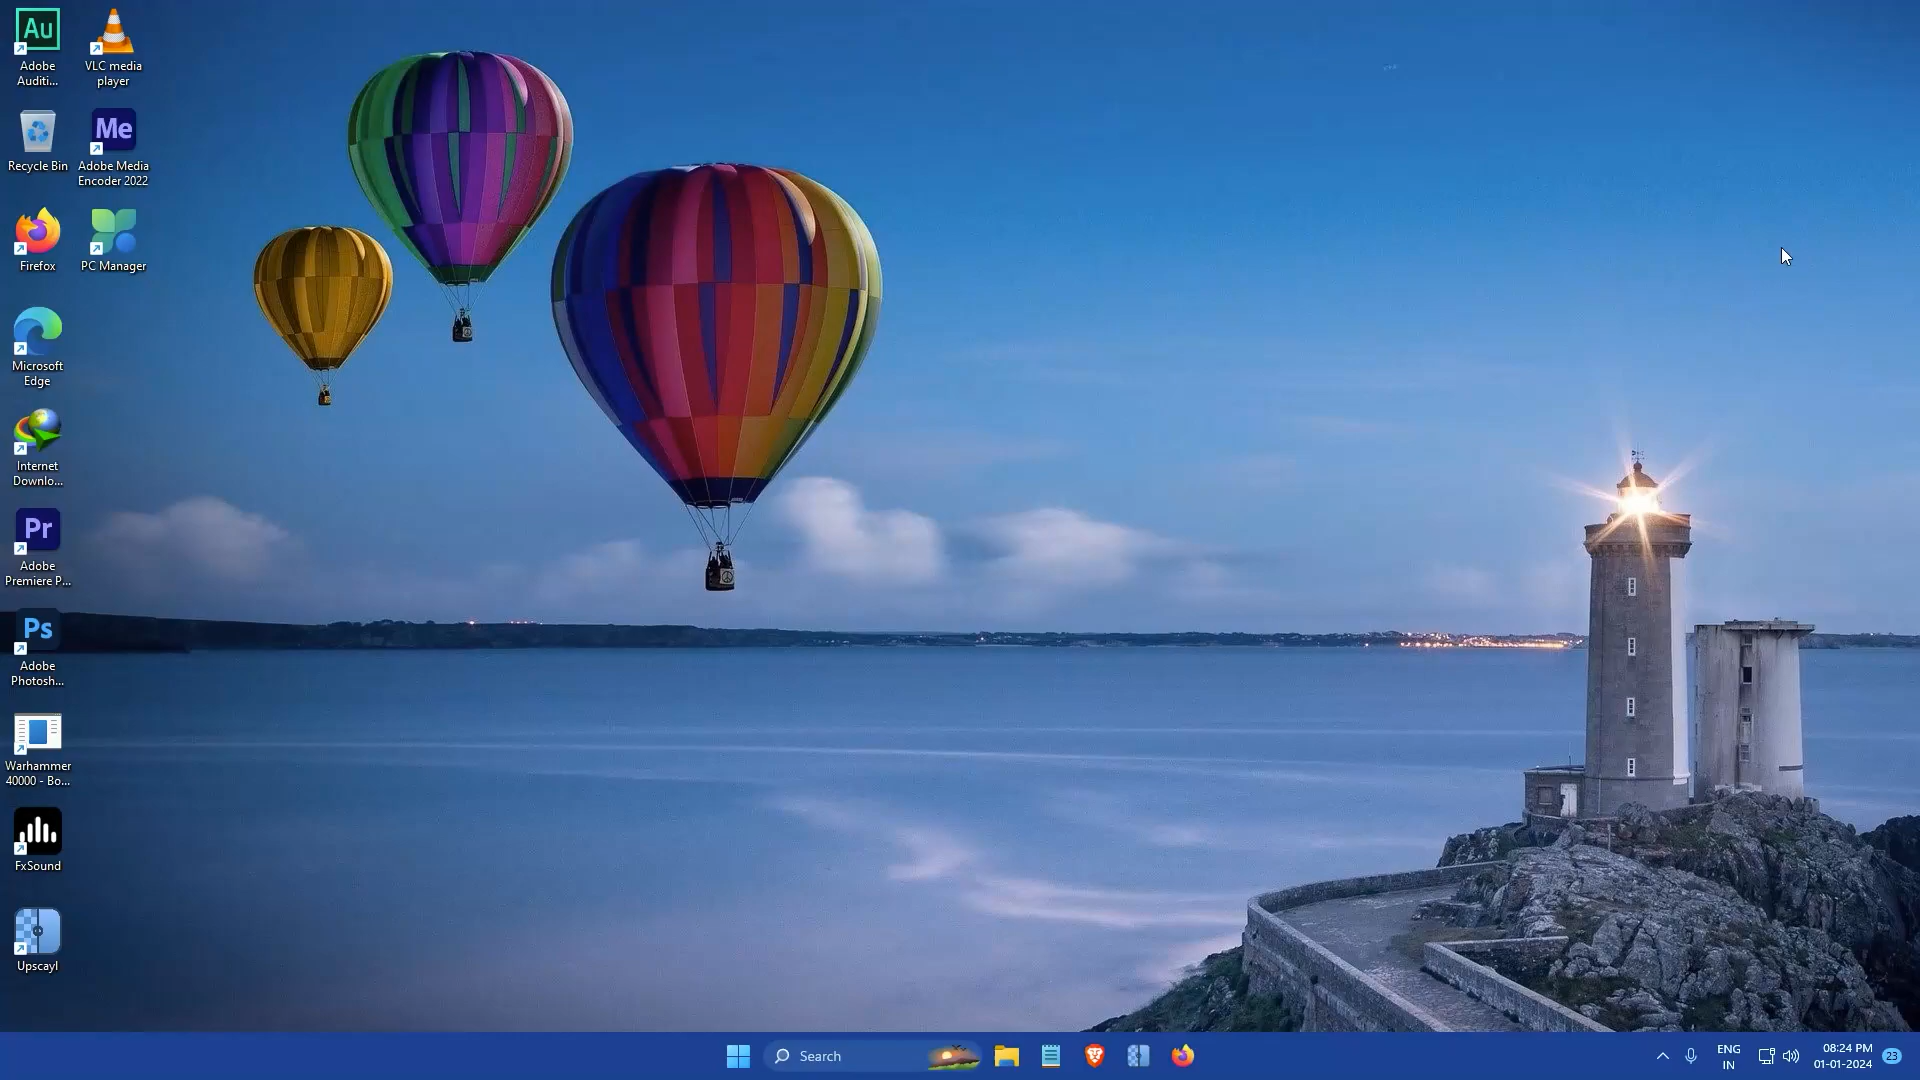 Au
Adobe
Auditi...
VLC media
player
Recycle Bin
Me
Adobe Media
Encoder 2022
Firefox
PC Manager
Microsoft
Edge
Internet
Downlo...
Pr
Adobe
Premiere P...
Ps
Adobe
Photosh...
Warhammer
40000 - Bo...
FxSound
Upscayl
Search
ENG
IN
08:24 PM
01-01-2024
23